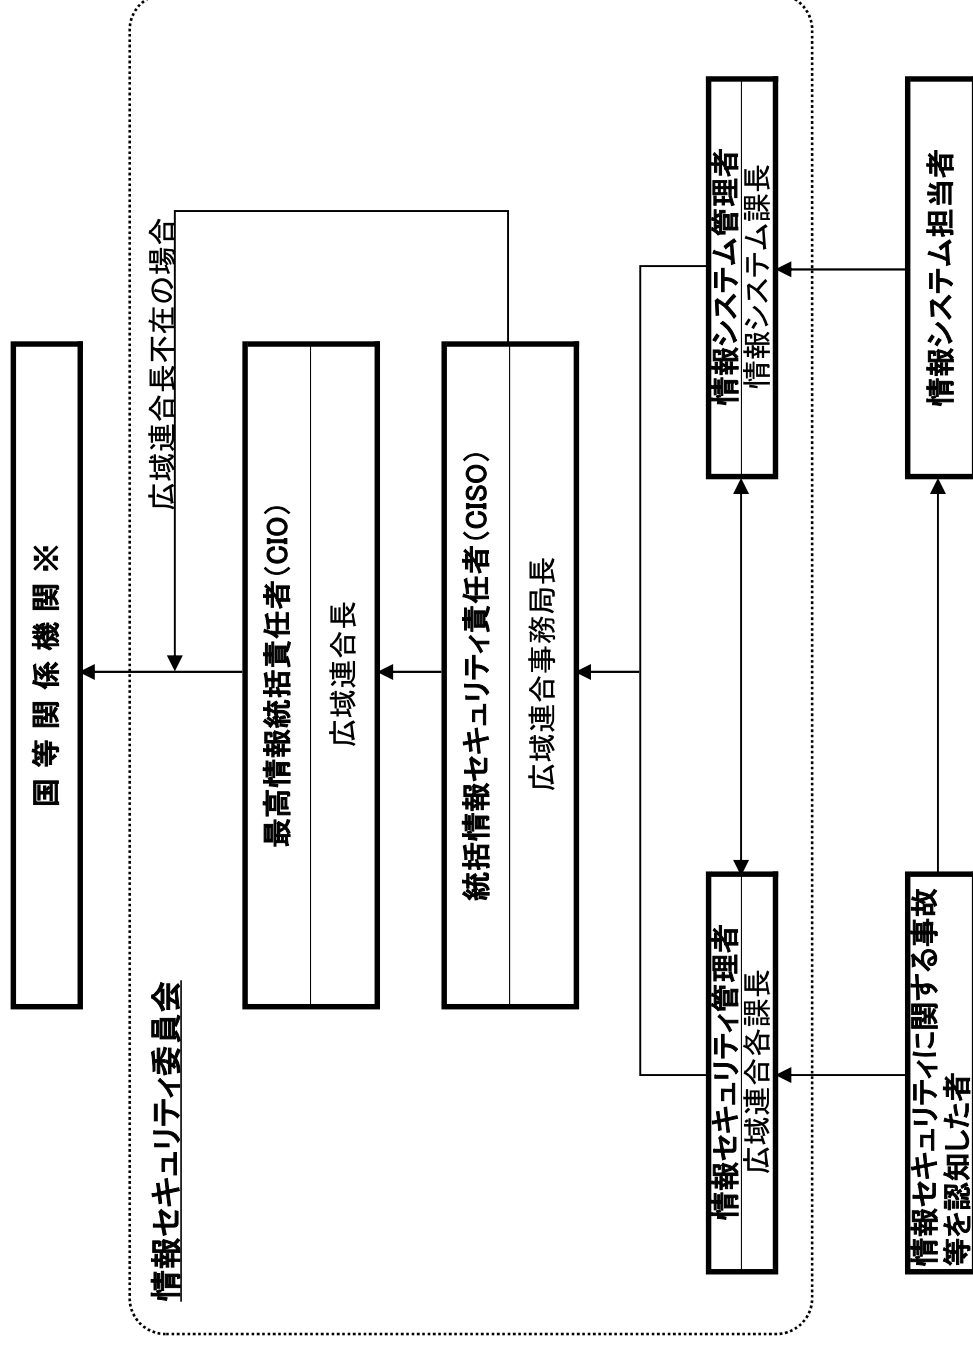 国等関係機関※
情報セキュリティ委員会
広域連合長不在の場合
最高情報統括責任者(CIO)
広域連合長
統括情報セキュリティ責任者(CISO)
広域連合事務局長
情報セキュリティ管理者
広域連合各課長
情報システム管理者
情報システム課長
情報セキュリティに関する事故
等を認知した者
情報システム担当者